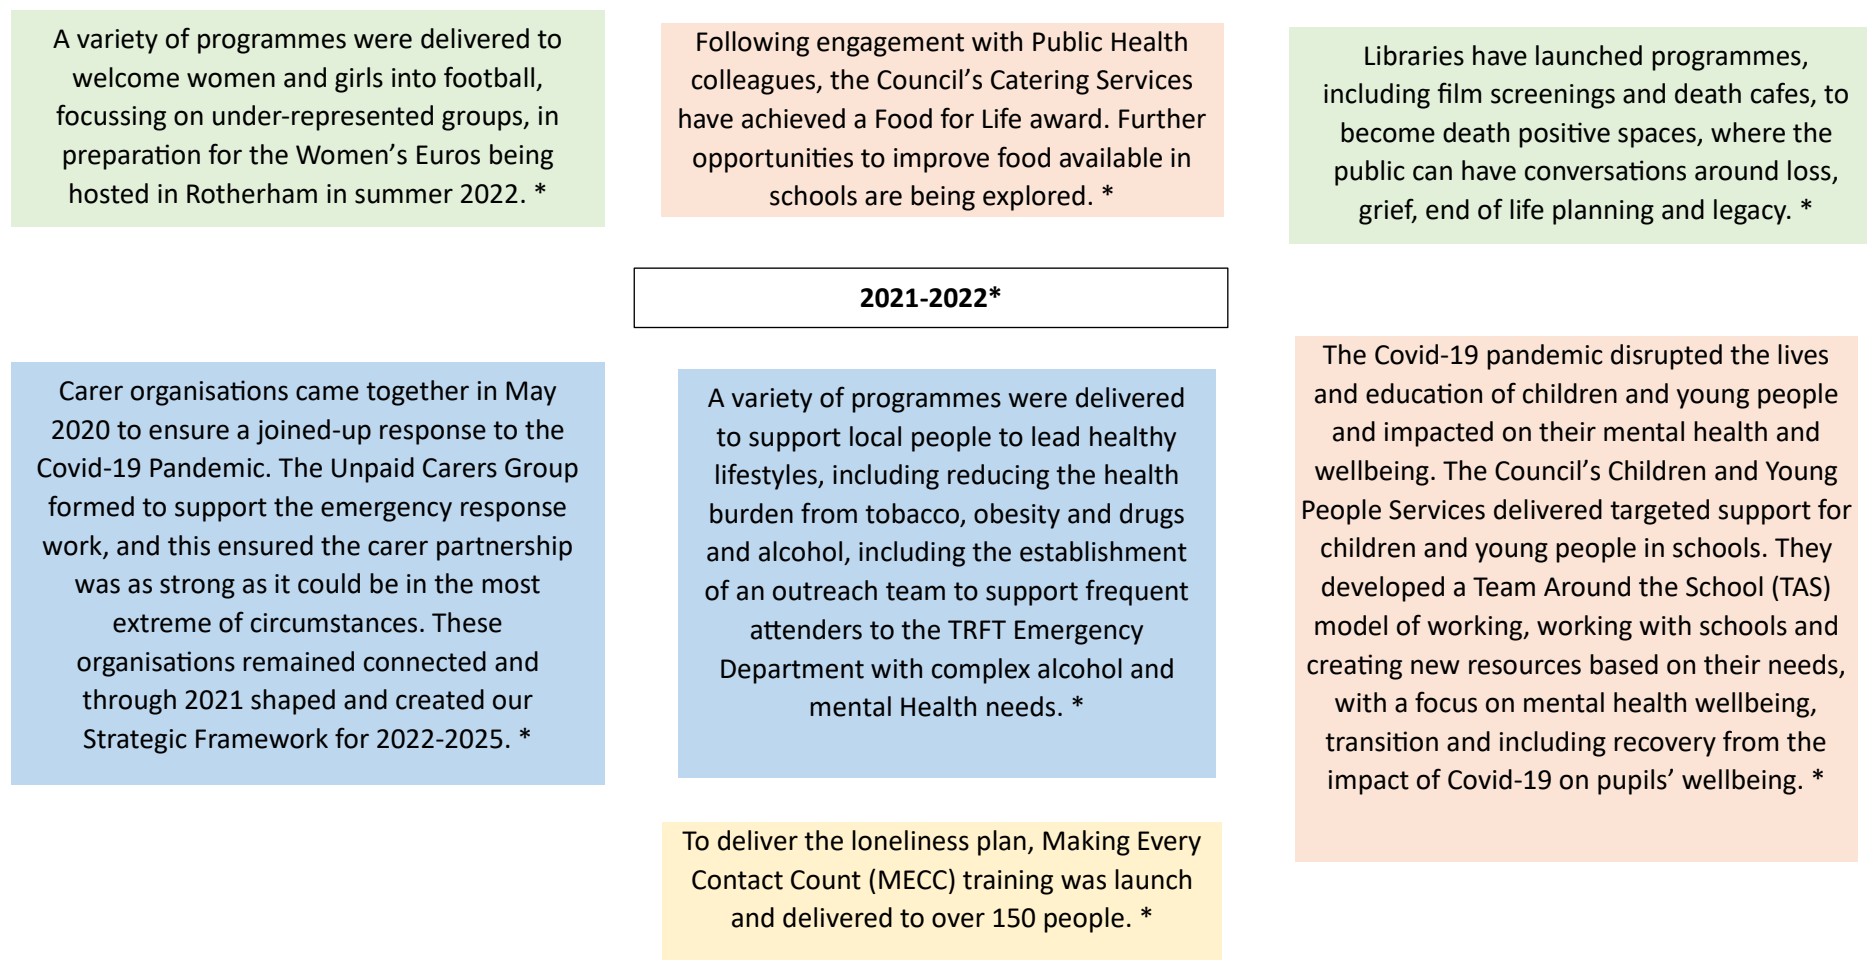 A variety of programmes were delivered to
welcome women and girls into football,
focussing on under-represented groups, in
preparation for the Women’s Euros being
hosted in Rotherham in summer 2022. *
Following engagement with Public Health
colleagues, the Council’s Catering Services
have achieved a Food for Life award. Further
opportunities to improve food available in
schools are being explored. *
Libraries have launched programmes,
including film screenings and death cafes, to
become death positive spaces, where the
public can have conversations around loss,
grief, end of life planning and legacy. *
2021-2022*
Carer organisations came together in May
2020 to ensure a joined-up response to the
Covid-19 Pandemic. The Unpaid Carers Group
formed to support the emergency response
work, and this ensured the carer partnership
was as strong as it could be in the most
extreme of circumstances. These
organisations remained connected and
through 2021 shaped and created our
Strategic Framework for 2022-2025. *
A variety of programmes were delivered
to support local people to lead healthy
lifestyles, including reducing the health
burden from tobacco, obesity and drugs
and alcohol, including the establishment
of an outreach team to support frequent
attenders to the TRFT Emergency
Department with complex alcohol and
mental Health needs. *
The Covid-19 pandemic disrupted the lives
and education of children and young people
and impacted on their mental health and
wellbeing. The Council’s Children and Young
People Services delivered targeted support for
children and young people in schools. They
developed a Team Around the School (TAS)
model of working, working with schools and
creating new resources based on their needs,
with a focus on mental health wellbeing,
transition and including recovery from the
impact of Covid-19 on pupils’ wellbeing. *
To deliver the loneliness plan, Making Every
Contact Count (MECC) training was launch
and delivered to over 150 people. *